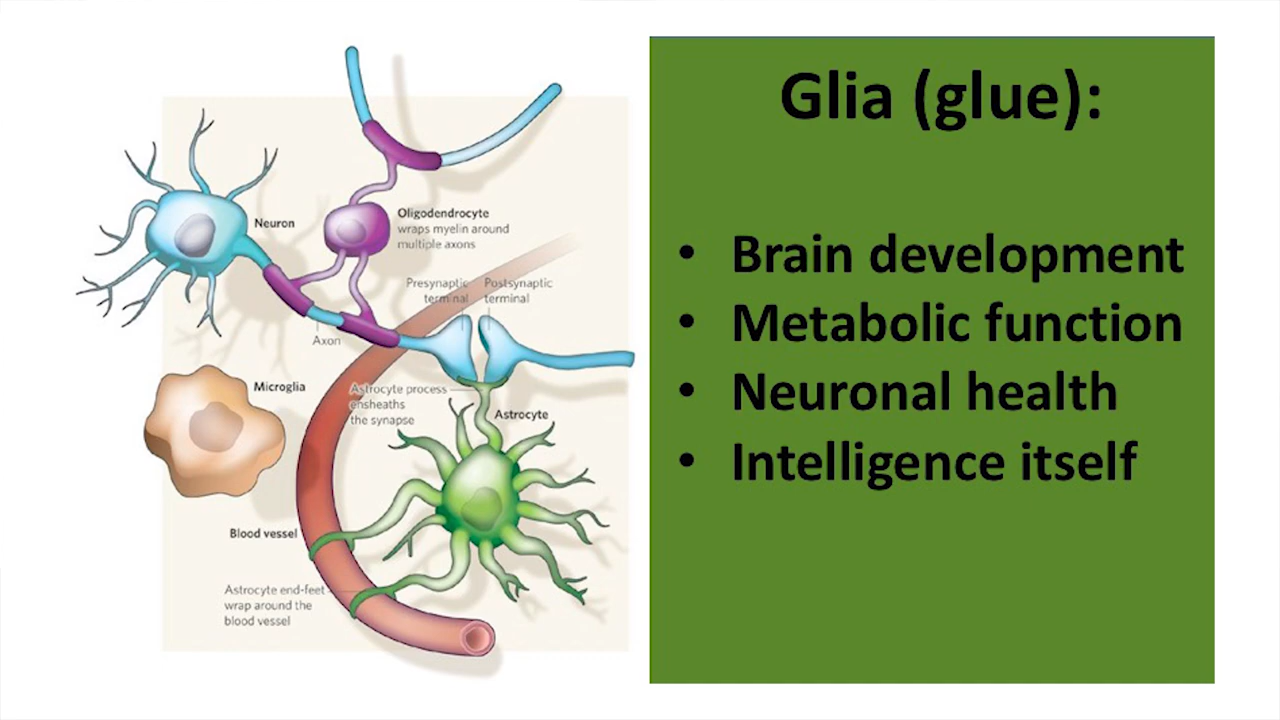 Glia (glue):
• Brain development
• Metabolic function
• Neuronal health
• Intelligence itself
Neuron
Oligodendrocyte
wraps myelin around
multiple axons
Presynaptic
terminal
Postsynaptic
terminal
Axon
Microglia
Astrocyte process
ensheaths
the synapse
Astrocyte
Blood vessel
Astrocyte end-feet
wrap around the
blood vessel